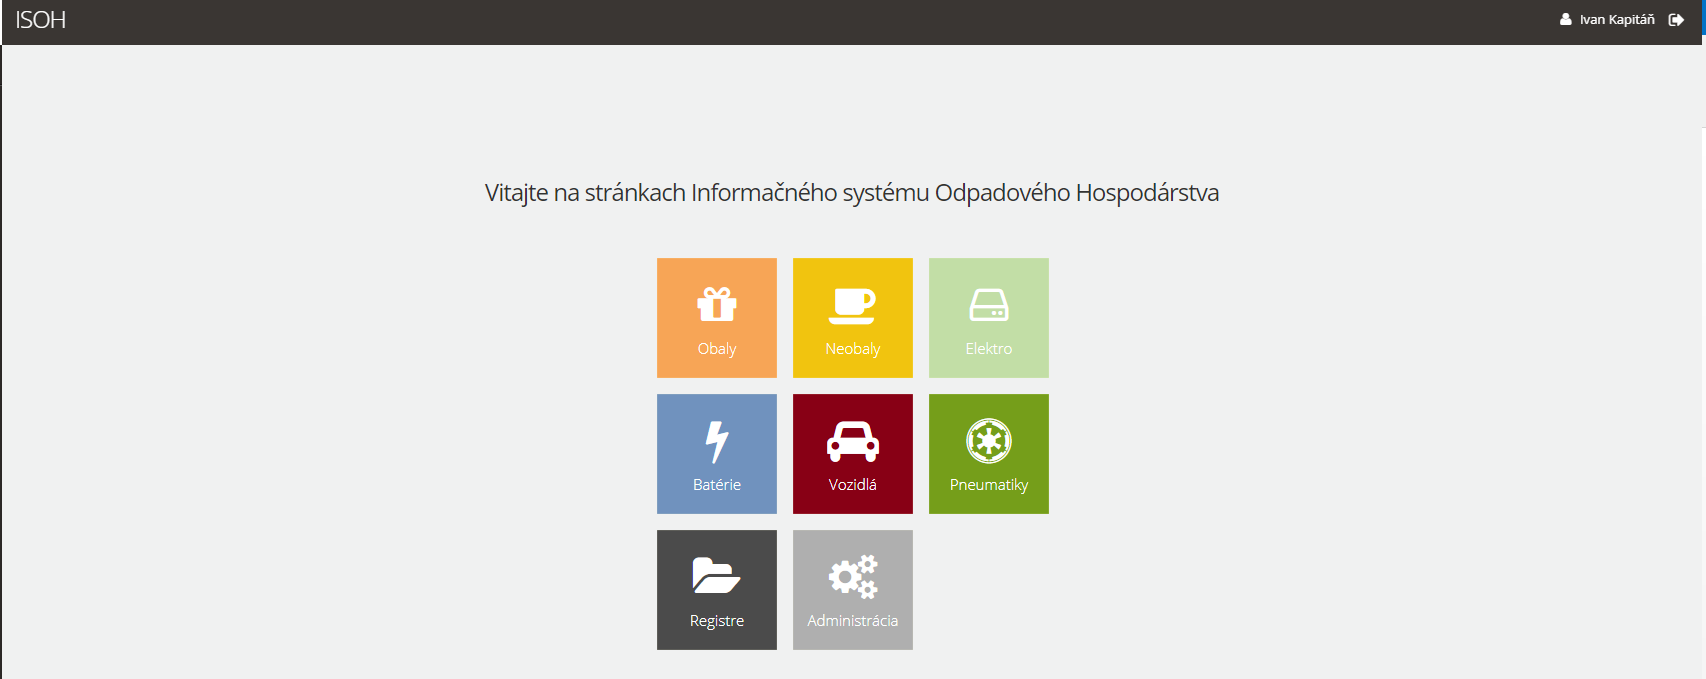 ISOH
Ivan Kapitáň
Vitajte na stránkach Informačného systému Odpadového Hospodárstva
Obaly
Neobaly
Elektro
Batérie
Vozidlá
Pneumatiky
Registre
Administrácia